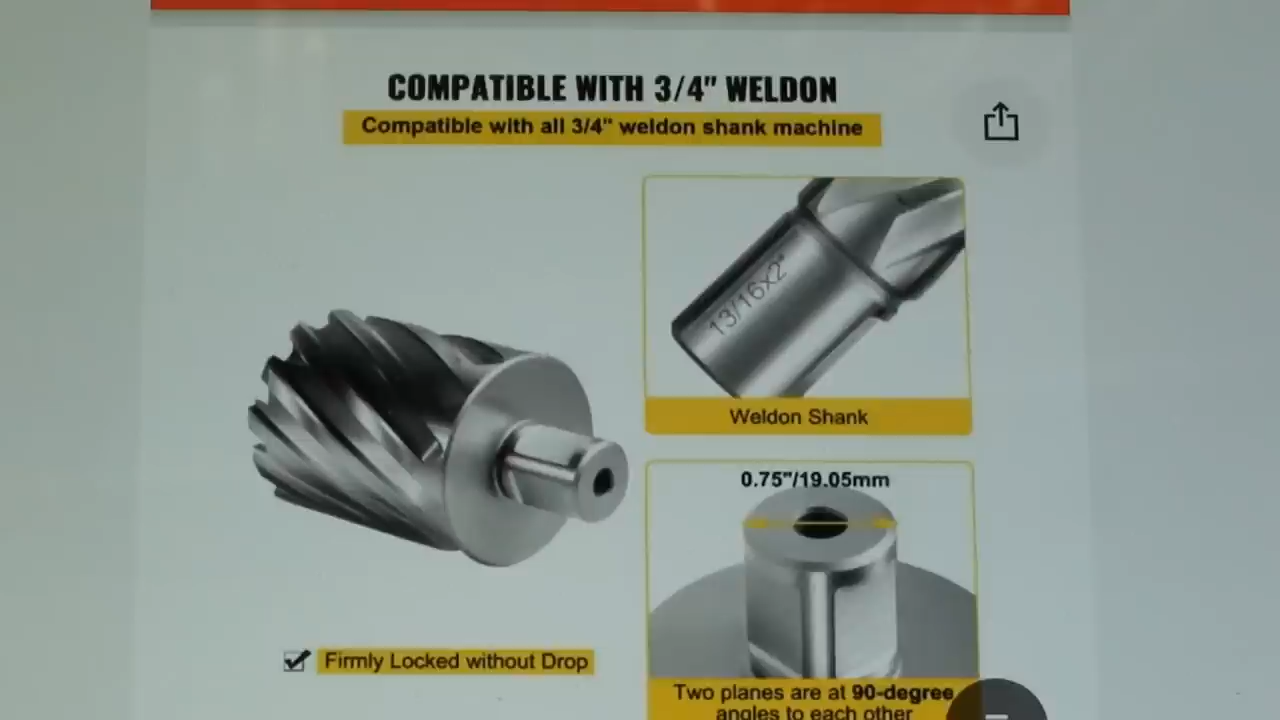 COMPATIBLE WITH 3/4" WELDON
Compatible with all 3/4" weldon shank machine
13/16x2"
Weldon Shank
0.75"/19.05mm
Firmly Locked without Drop
Two planes are at 90-degree
angles to each other